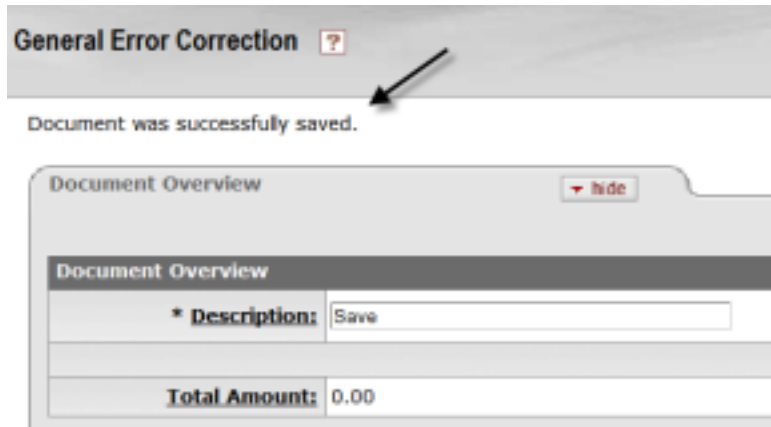 General Error Correction ?
Document was successfully saved.
Document Overview hide
Document Overview
* Description: Save
Total Amount: 0.00